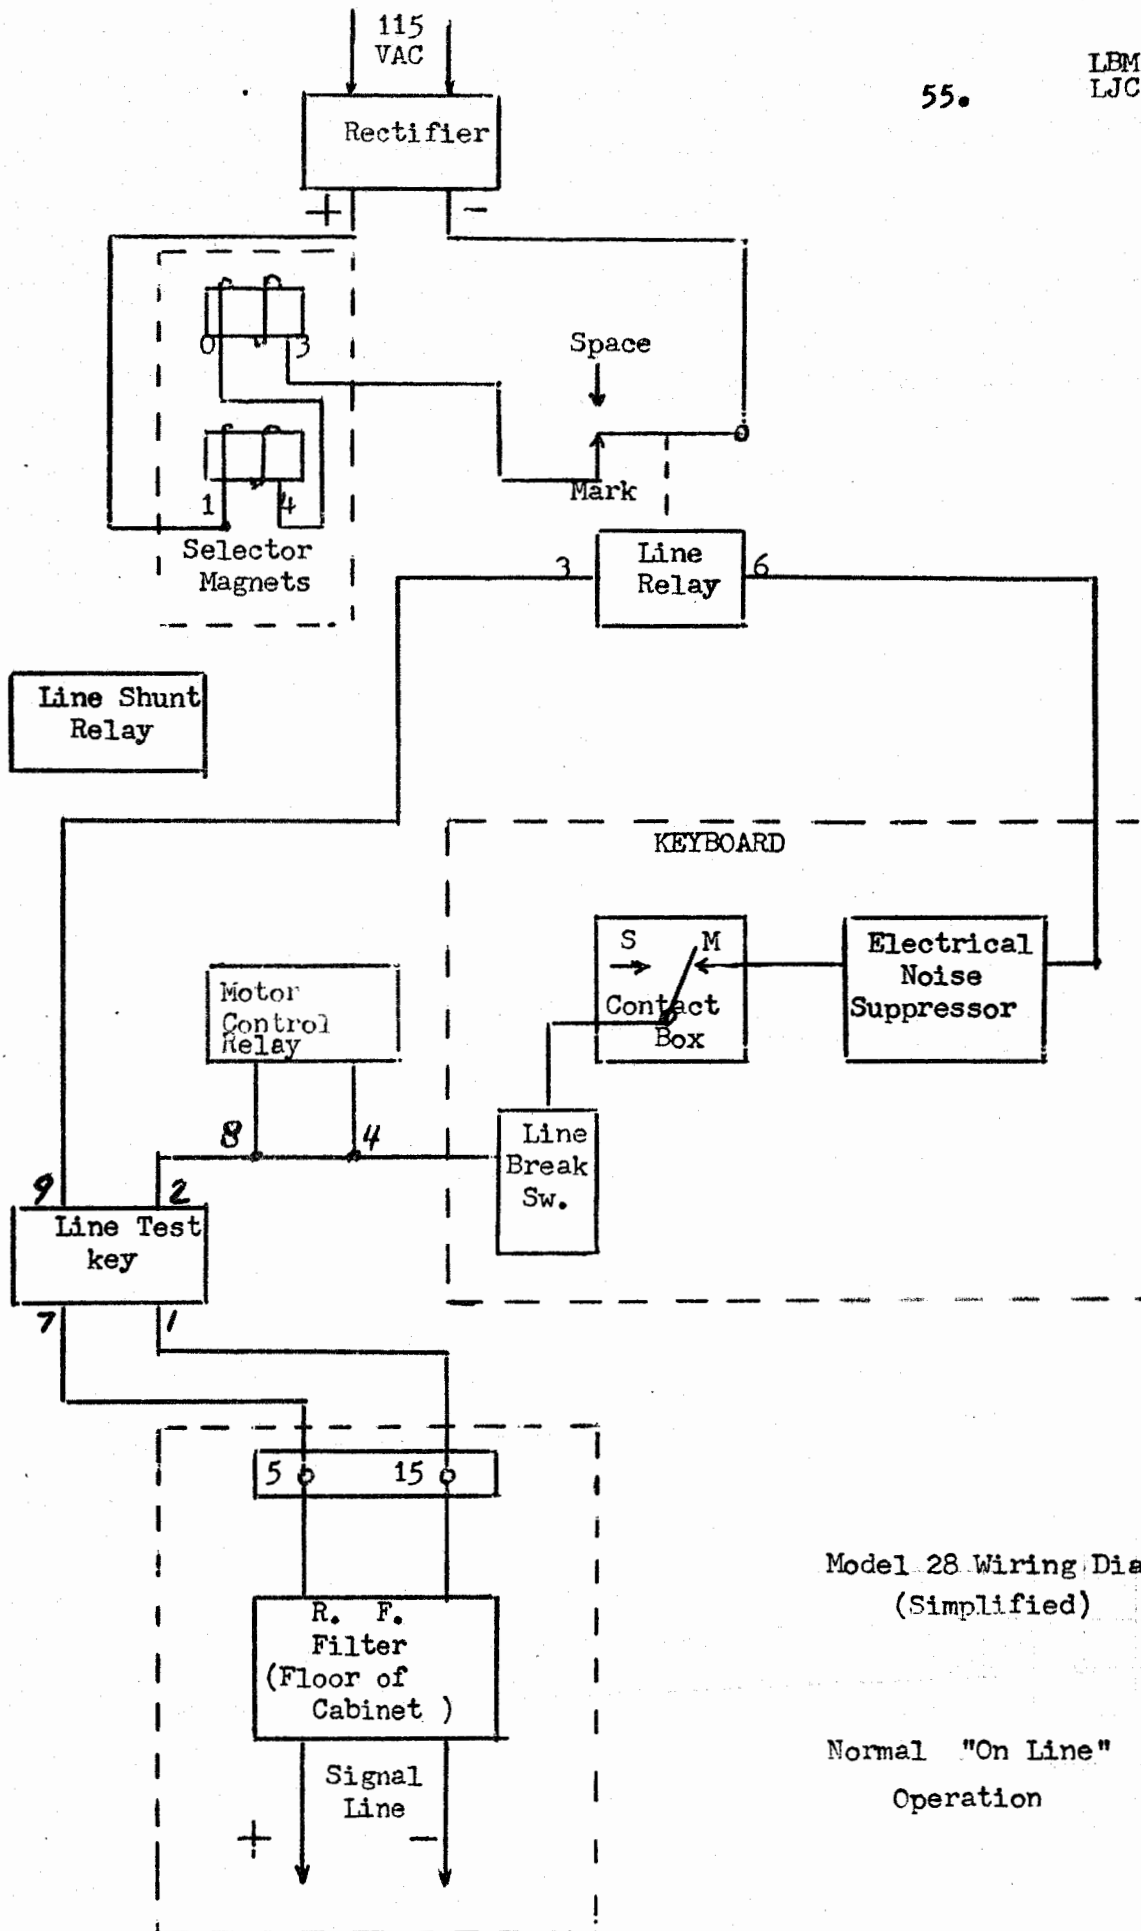 115
VAC
55.
LBM
LJC
Rectifier
+ -
0 3
Space
1 4
Mark
Selector
Magnets
3
Line
Relay
6
Line Shunt
Relay
KEYBOARD
S M
Contact
Box
Electrical
Noise
Suppressor
Motor
Control
Relay
8 4
Line
Break
Sw.
9 2
Line Test
key
7 1
5 15
R. F.
Filter
(Floor of
Cabinet )
Model 28 Wiring Dia
(Simplified)
Signal
Line
+ -
Normal "On Line"
Operation